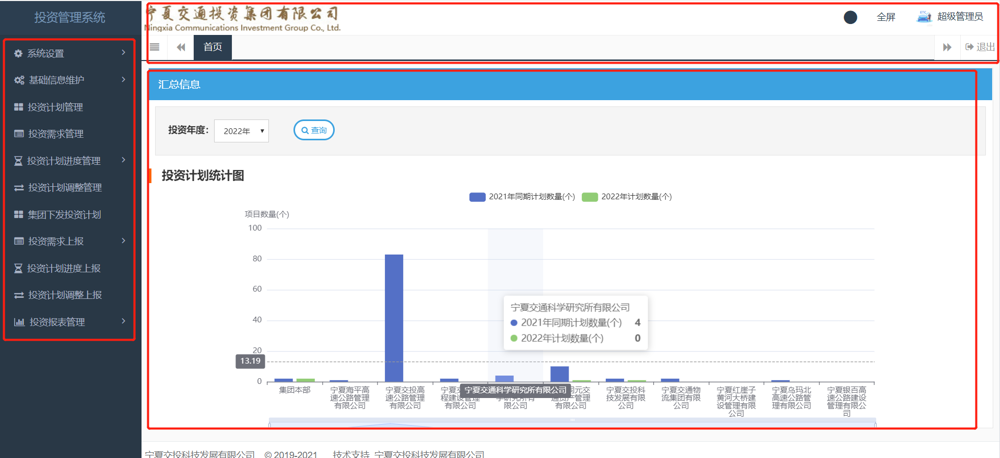 投资管理系统
宁夏交通投资集团有限公司
Ningxia Communications Investment Group Co., Ltd.
ETC
全屏
超级管理员
首页
退出
系统设置
基础信息维护
投资计划管理
投资需求管理
投资计划进度管理
投资计划调整管理
集团下发投资计划
投资需求上报
投资计划进度上报
投资计划调整上报
投资报表管理
汇总信息
投资年度：
2022年
查询
投资计划统计图
2021年同期计划数量(个)
2022年计划数量(个)
项目数量(个)
100
80
60
40
20
13.19
0
宁夏交通科学研究所有限公司
2021年同期计划数量(个) 4
2022年计划数量(个) 0
集团本部
宁夏海平高
速公路管理
有限公司
宁夏交投高
速公路管理
有限公司
宁夏交
程建设管理
有限公司
宁夏交通科学研究所有限公司
学研究所有
限公司
同元交
通资产管理
有限公司
宁夏交投科
技发展有限
公司
宁夏交通物
流集团有限
公司
宁夏红崖子
黄河大桥建
设管理有限
公司
宁夏乌玛北
高速公路管
理有限公司
宁夏银百高
速公路建设
管理有限公
司
宁夏交投科技发展有限公司 © 2019-2021 技术支持 宁夏交投科技发展有限公司